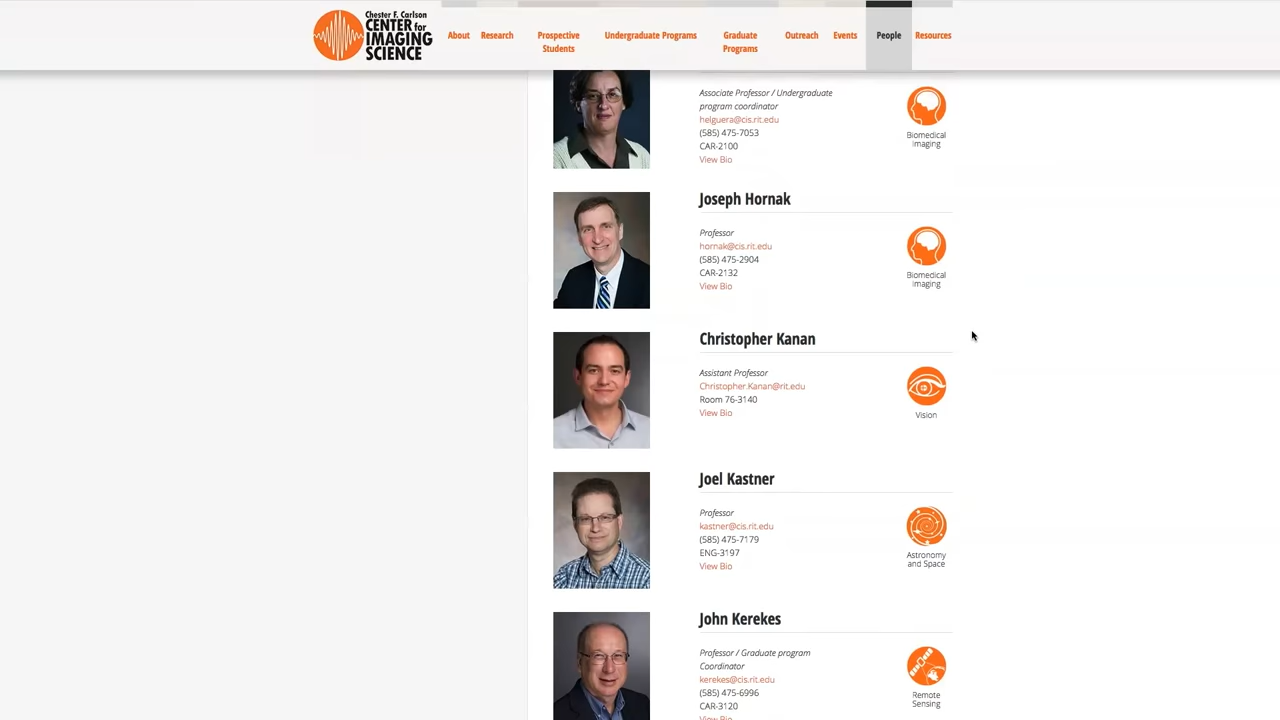 Chester F. Carlson
CENTER for
IMAGING
SCIENCE
About
Research
Prospective
Students
Undergraduate Programs
Graduate
Programs
Outreach
Events
People
Resources
Associate Professor / Undergraduate
program coordinator
helguera@cis.rit.edu
(585) 475-7053
CAR-2100
View Bio
Biomedical
Imaging
Joseph Hornak
Professor
hornak@cis.rit.edu
(585) 475-2904
CAR-2132
View Bio
Biomedical
Imaging
Christopher Kanan
Assistant Professor
Christopher.Kanan@rit.edu
Room 76-3140
View Bio
Vision
Joel Kastner
Professor
kastner@cis.rit.edu
(585) 475-7179
ENG-3197
View Bio
Astronomy
and Space
John Kerekes
Professor / Graduate program
Coordinator
kerekes@cis.rit.edu
(585) 475-6996
CAR-3120
View Bio
Remote
Sensing